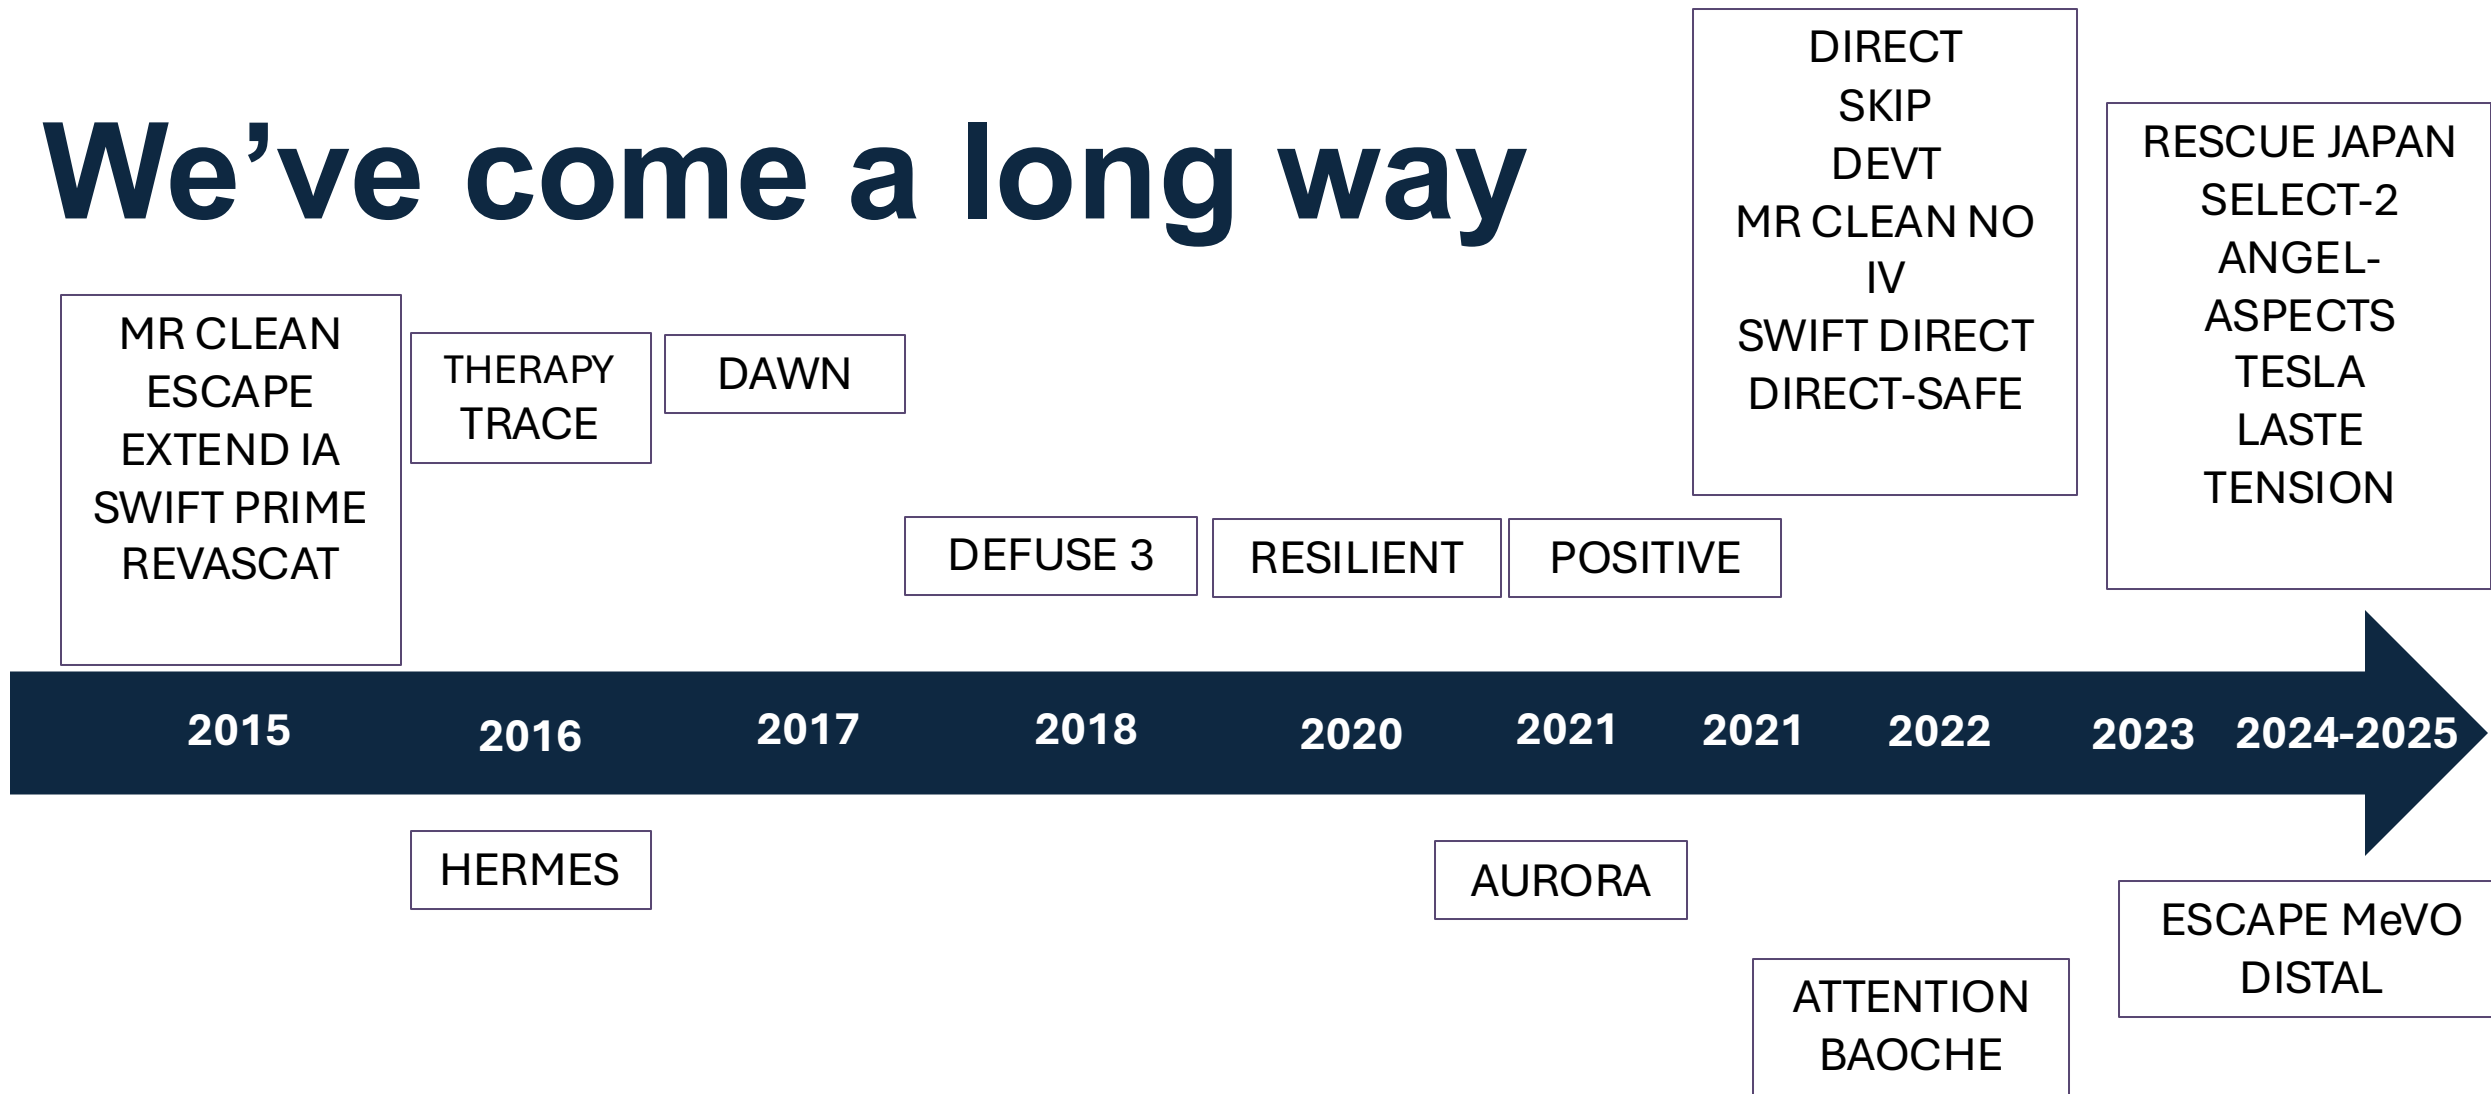 We’ve come a long way
MR CLEAN
ESCAPE
EXTEND IA
SWIFT PRIME
REVASCAT
THERAPY
TRACE
DAWN
DEFUSE 3
RESILIENT
POSITIVE
DIRECT
SKIP
DEVT
MR CLEAN NO
IV
SWIFT DIRECT
DIRECT-SAFE
RESCUE JAPAN
SELECT-2
ANGEL-
ASPECTS
TESLA
LASTE
TENSION
2015
2016
2017
2018
2020
2021
2021
2022
2023
2024-2025
HERMES
AURORA
ATTENTION
BAOCHE
ESCAPE MeVO
DISTAL